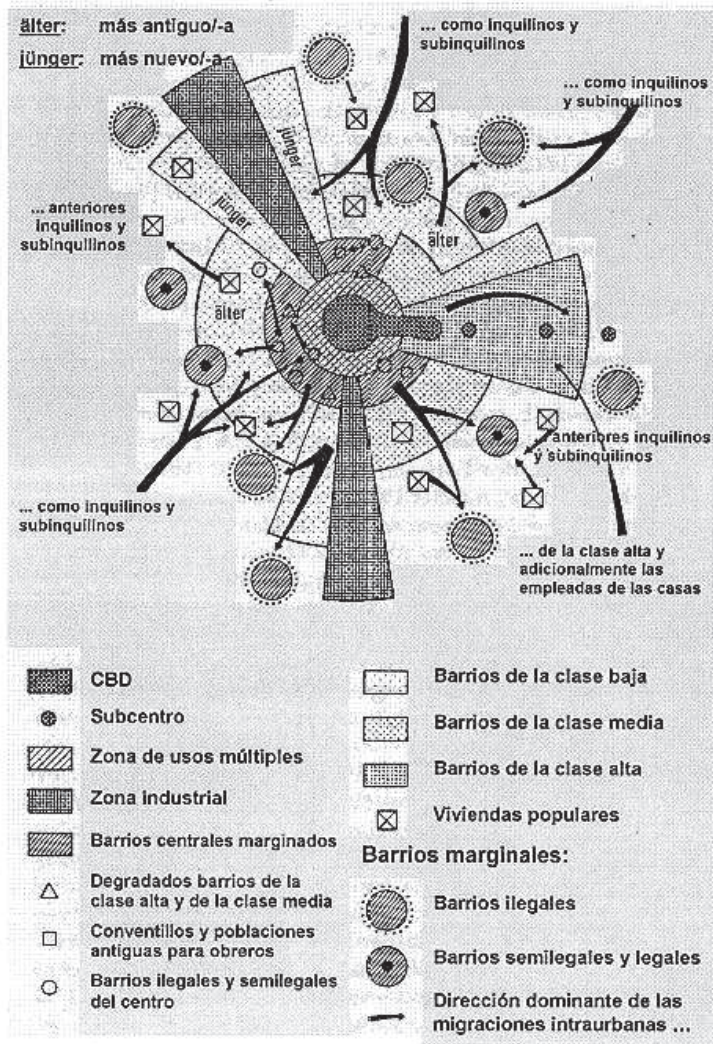 älter: más antiguo/-a
jünger: más nuevo/-a
... como inquilinos y
subinquilinos
... como inquilinos
y subinquilinos
jünger
jünger
älter
... anteriores
inquilinos y
subinquilinos
älter
anteriores inquilinos
y subinquilinos
... como inquilinos y
subinquilinos
... de la clase alta y
adicionalmente las
empleadas de las casas
CBD
Subcentro
Zona de usos múltiples
Zona industrial
Barrios centrales marginados
Degradados barrios de la
clase alta y de la clase media
Conventillos y poblaciones
antiguas para obreros
Barrios ilegales y semilegales
del centro
Barrios de la clase baja
Barrios de la clase media
Barrios de la clase alta
Viviendas populares
Barrios marginales:
Barrios ilegales
Barrios semilegales y legales
Dirección dominante de las
migraciones intraurbanas ...